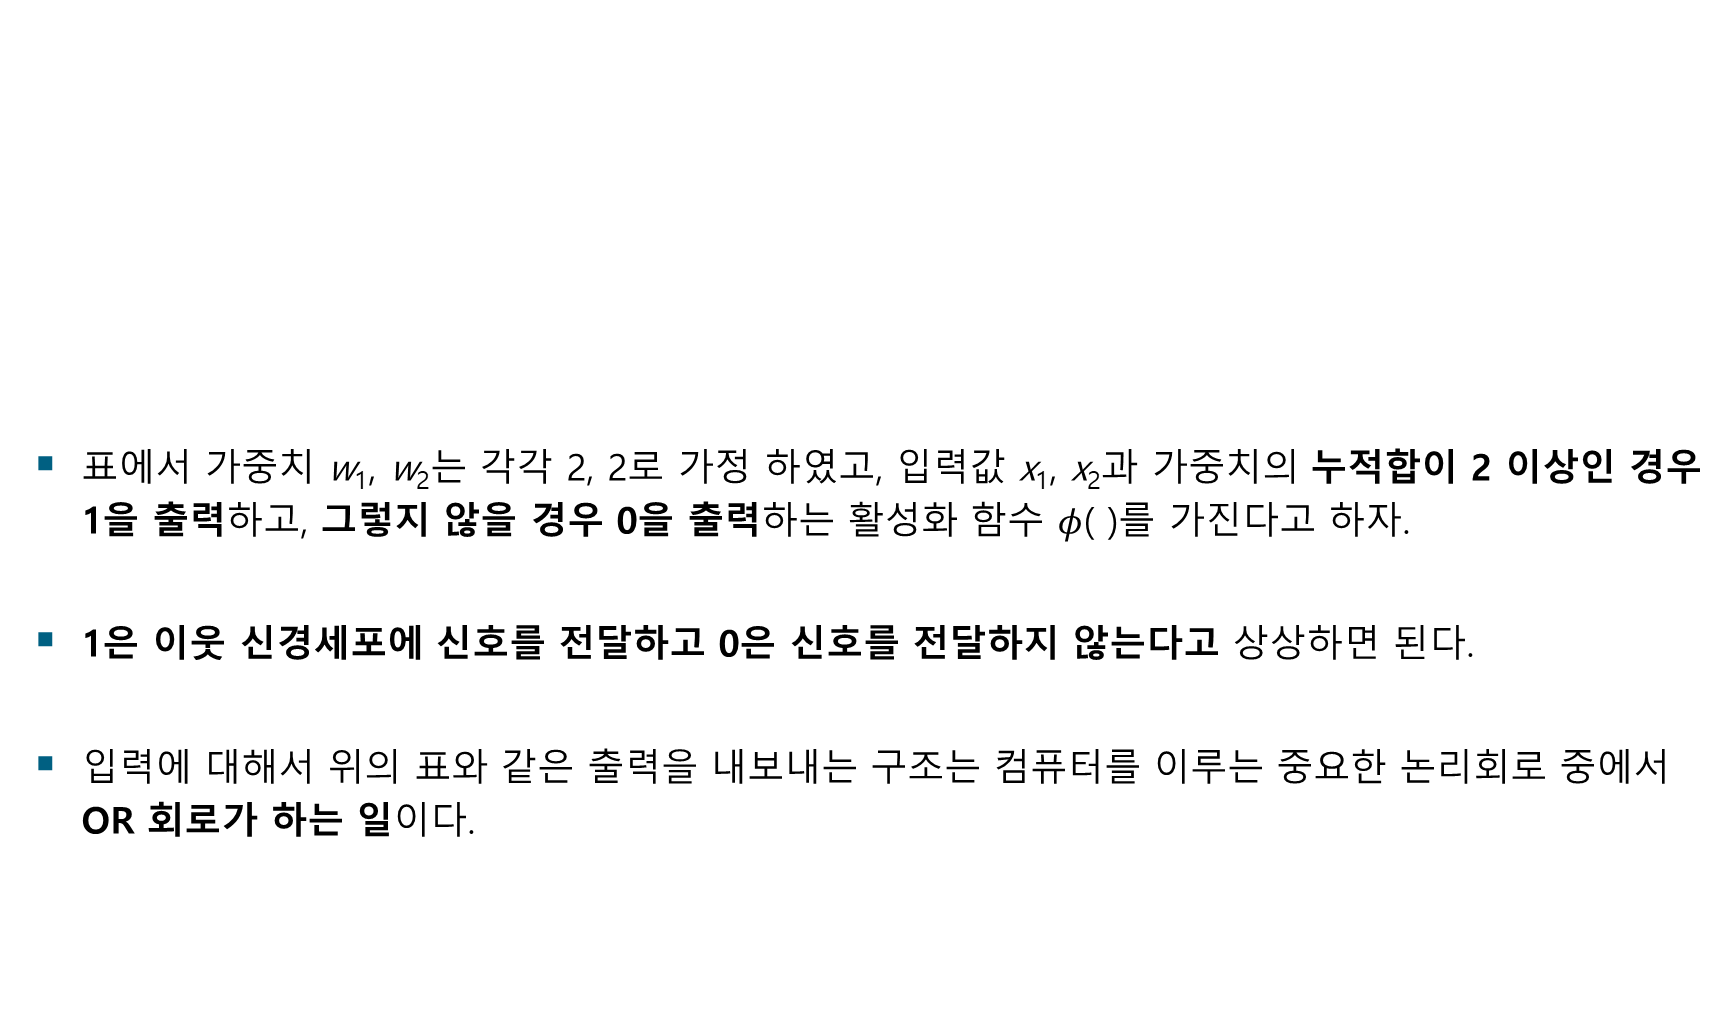 ▪ 표에서 가중치 w₁, w₂는 각각 2, 2로 가정 하였고, 입력값 x₁, x₂과 가중치의 누적합이 2 이상인 경우
1을 출력하고, 그렇지 않을 경우 0을 출력하는 활성화 함수 ϕ( )를 가진다고 하자.
▪ 1은 이웃 신경세포에 신호를 전달하고 0은 신호를 전달하지 않는다고 상상하면 된다.
▪ 입력에 대해서 위의 표와 같은 출력을 내보내는 구조는 컴퓨터를 이루는 중요한 논리회로 중에서
OR 회로가 하는 일이다.